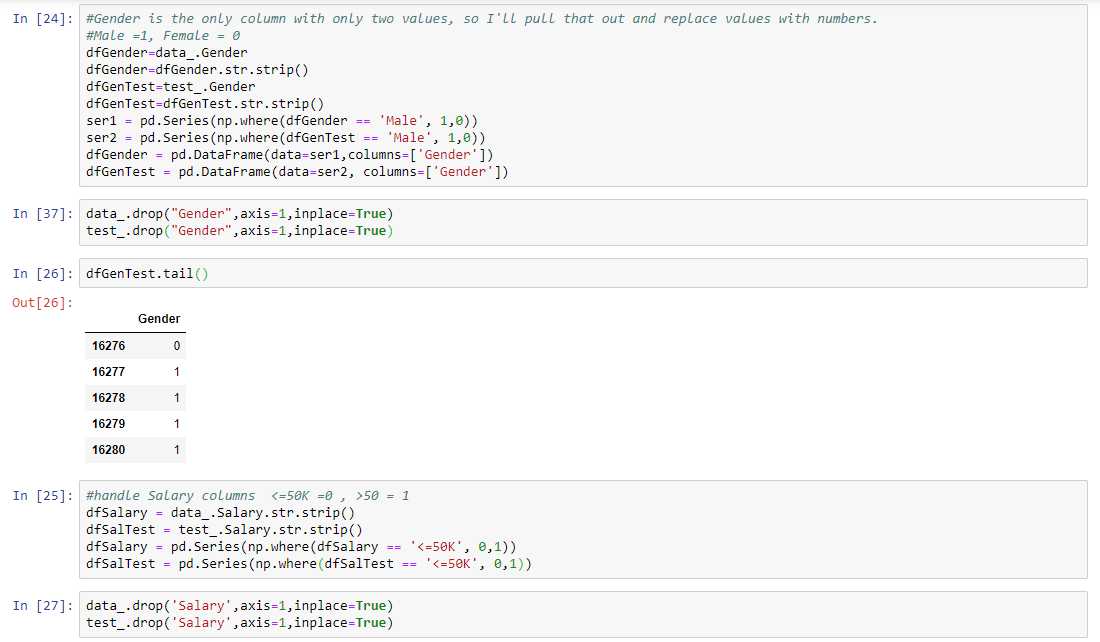 In [24]: #Gender is the only column with only two values, so I'll pull that out and replace values with numbers.
#Male =1, Female = 0
dfGender=data_.Gender
dfGender=dfGender.str.strip()
dfGenTest=test_.Gender
dfGenTest=dfGenTest.str.strip()
ser1 = pd.Series(np.where(dfGender == 'Male', 1,0))
ser2 = pd.Series(np.where(dfGenTest == 'Male', 1,0))
dfGender = pd.DataFrame(data=ser1,columns=['Gender'])
dfGenTest = pd.DataFrame(data=ser2, columns=['Gender'])
In [37]: data_.drop("Gender",axis=1,inplace=True)
test_.drop("Gender",axis=1,inplace=True)
In [26]: dfGenTest.tail()
Out[26]:
Gender
16276 0
16277 1
16278 1
16279 1
16280 1
In [25]: #handle Salary columns  <=50K =0 , >50 = 1
dfSalary = data_.Salary.str.strip()
dfSalTest = test_.Salary.str.strip()
dfSalary = pd.Series(np.where(dfSalary == '<=50K', 0,1))
dfSalTest = pd.Series(np.where(dfSalTest == '<=50K', 0,1))
In [27]: data_.drop('Salary',axis=1,inplace=True)
test_.drop('Salary',axis=1,inplace=True)